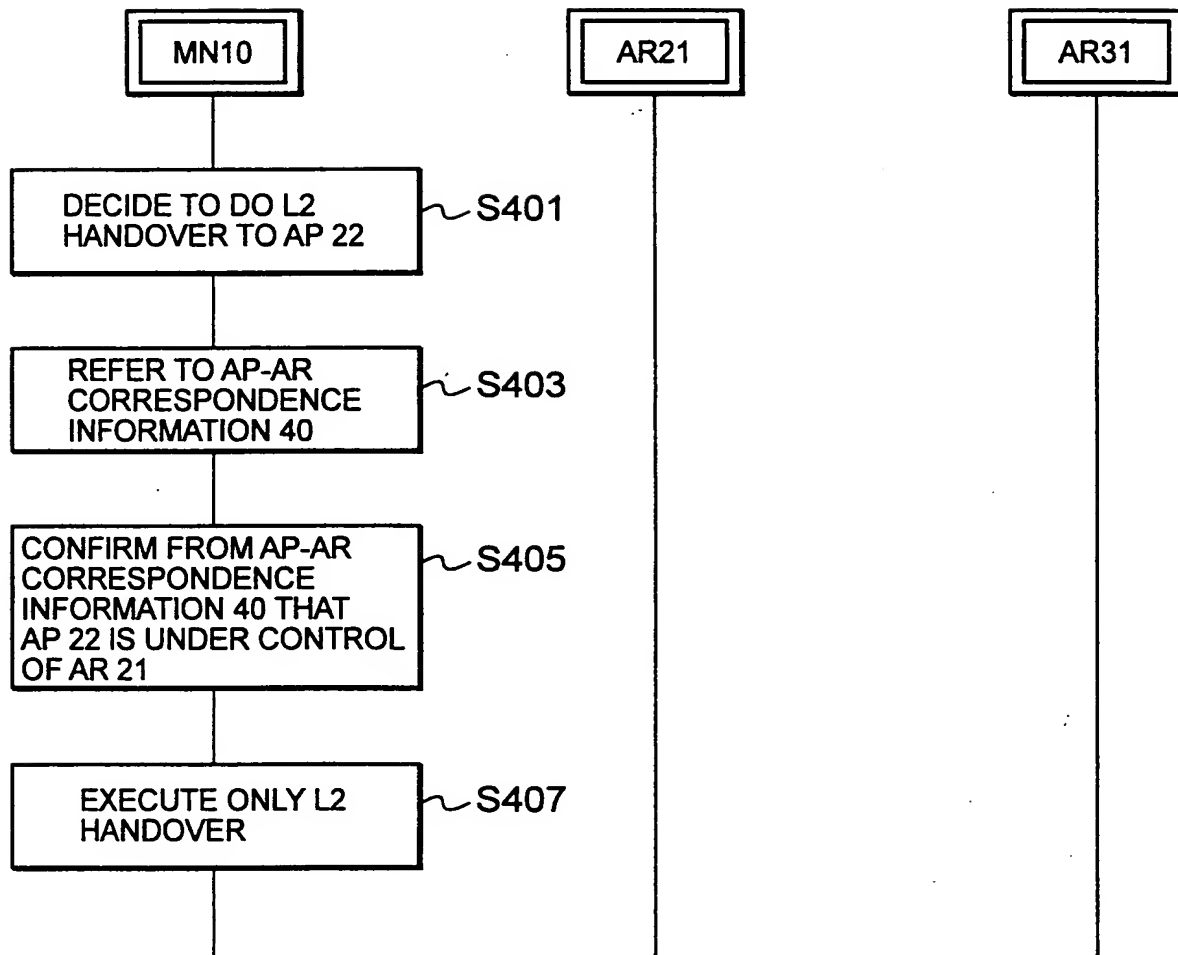 MN10
AR21
AR31
DECIDE TO DO L2
HANDOVER TO AP 22
S401
REFER TO AP-AR
CORRESPONDENCE
INFORMATION 40
S403
CONFIRM FROM AP-AR
CORRESPONDENCE
INFORMATION 40 THAT
AP 22 IS UNDER CONTROL
OF AR 21
S405
EXECUTE ONLY L2
HANDOVER
S407